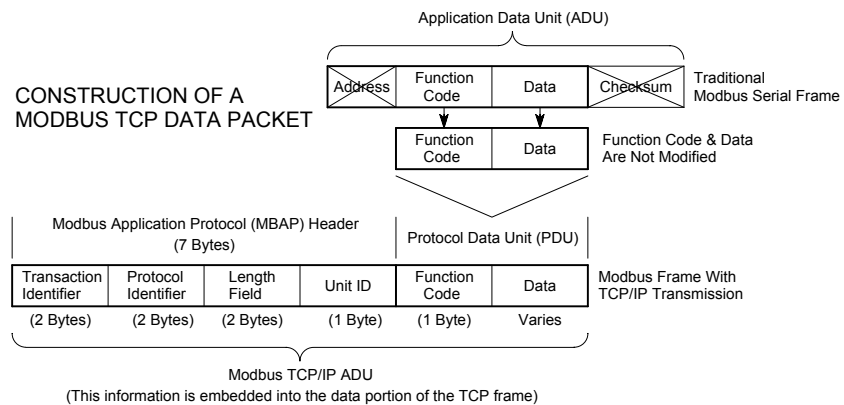 Application Data Unit (ADU)
CONSTRUCTION OF A
MODBUS TCP DATA PACKET
Address
Function
Code
Data
Checksum
Traditional
Modbus Serial Frame
Function
Code
Data
Function Code & Data
Are Not Modified
Modbus Application Protocol (MBAP) Header
(7 Bytes)
Protocol Data Unit (PDU)
Transaction
Identifier
Protocol
Identifier
Length
Field
Unit ID
Function
Code
Data
Modbus Frame With
TCP/IP Transmission
(2 Bytes)
(2 Bytes)
(2 Bytes)
(1 Byte)
(1 Byte)
Varies
Modbus TCP/IP ADU
(This information is embedded into the data portion of the TCP frame)